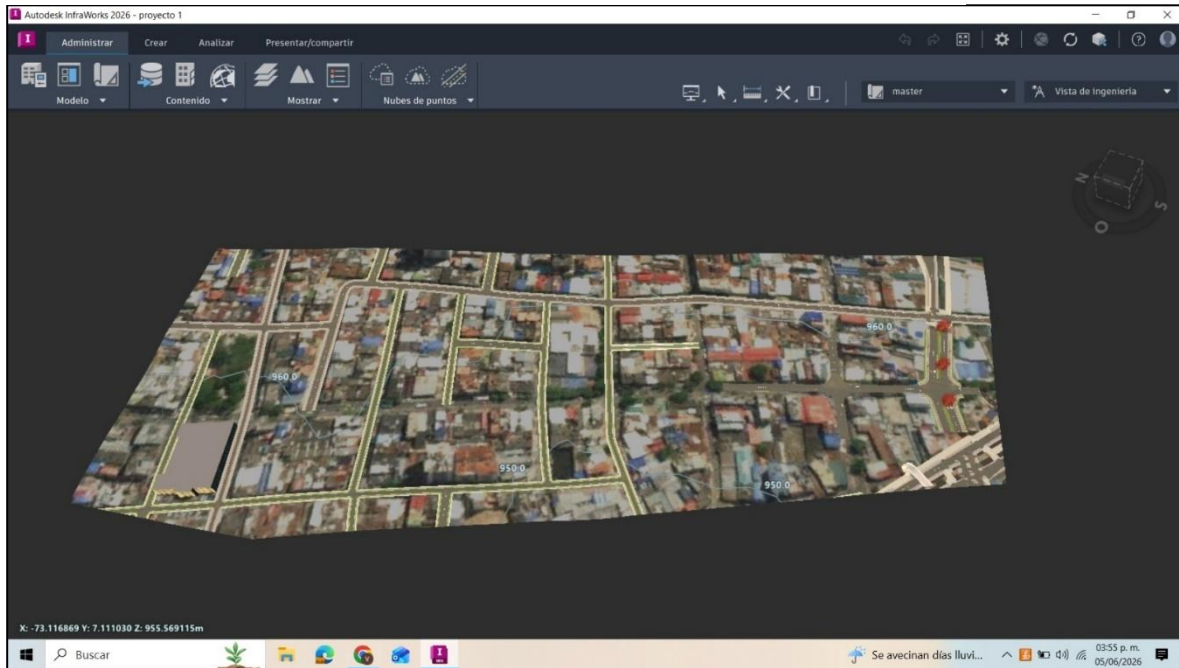 Autodesk InfraWorks 2026 - proyecto 1
I Administrar Crear Analizar Presentar/compartir
Modelo Contenido Mostrar Nubes de puntos master Vista de ingeniería
N S O
960.0
960.0
950.0
950.0
X: -73.116869 Y: 7.111030 Z: 955.569115m
Buscar Se avecinan días lluvi... 03:55 p. m.
05/06/2026